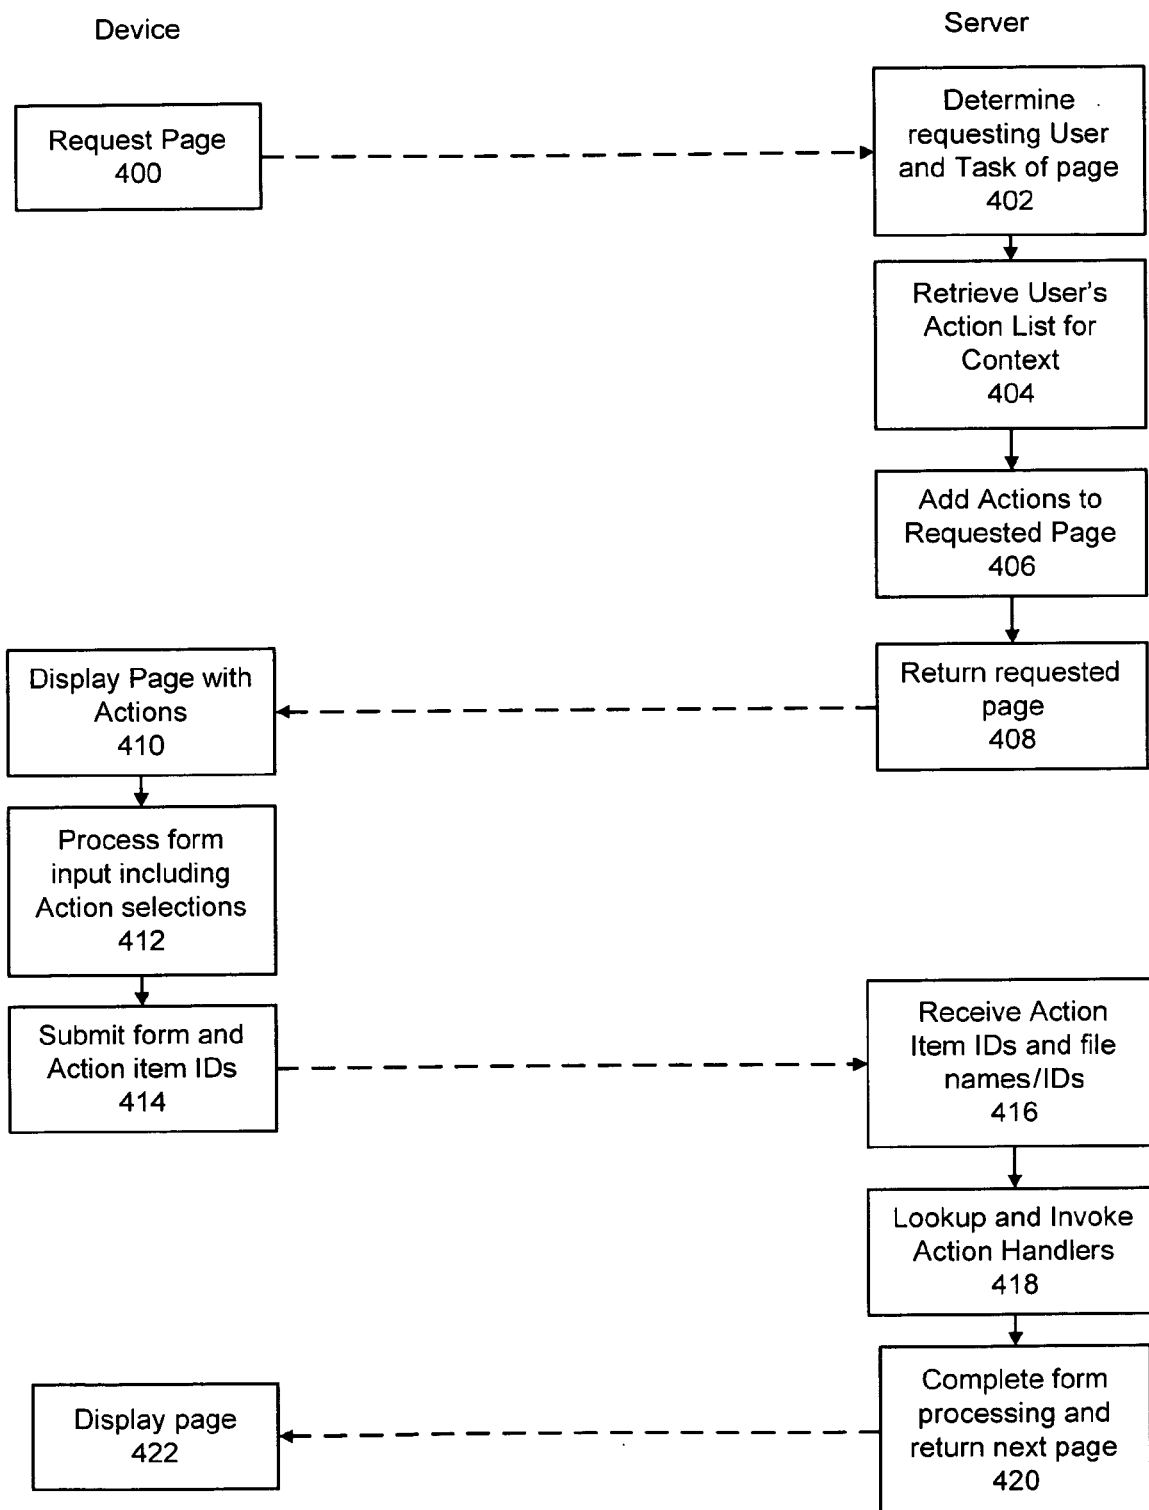 Device
Server
Request Page
400
Determine
requesting User
and Task of page
402
Retrieve User's
Action List for
Context
404
Add Actions to
Requested Page
406
Return requested
page
408
Display Page with
Actions
410
Process form
input including
Action selections
412
Submit form and
Action item IDs
414
Receive Action
Item IDs and file
names/IDs
416
Lookup and Invoke
Action Handlers
418
Complete form
processing and
return next page
420
Display page
422